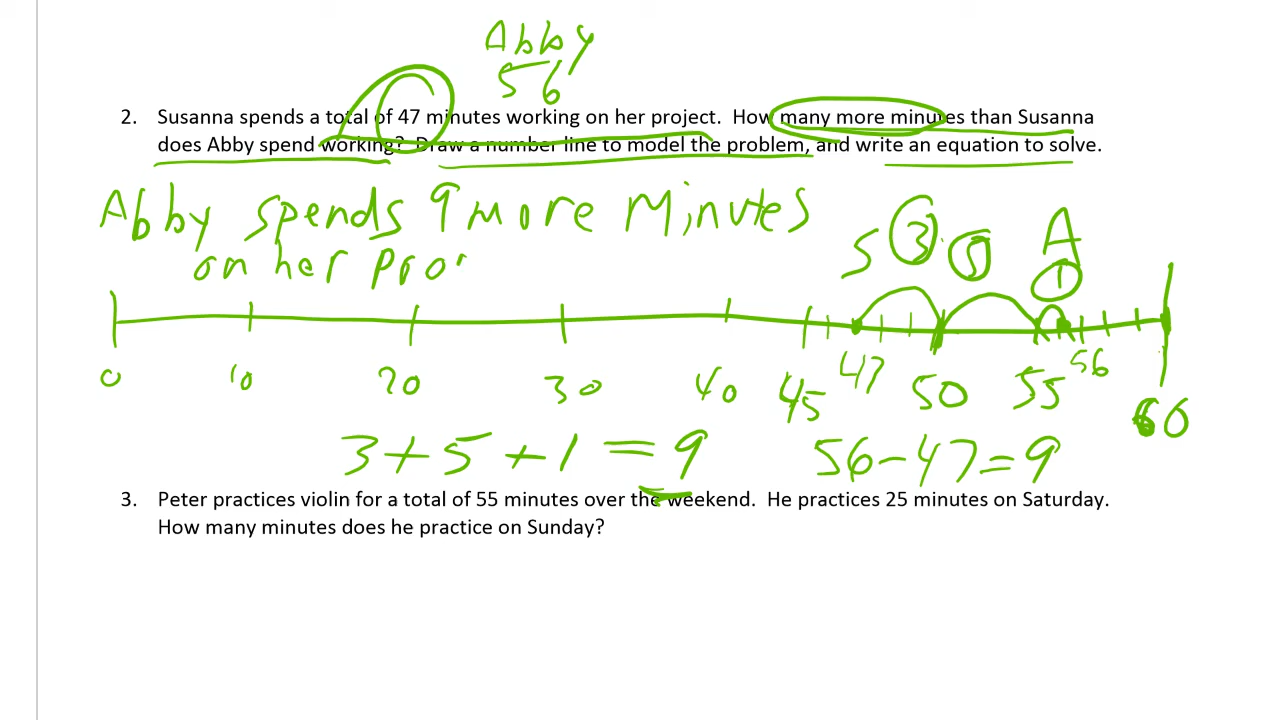 Abby
56
2. Susanna spends a total of 47 minutes working on her project. How many more minutes than Susanna
does Abby spend working? Draw a number line to model the problem, and write an equation to solve.
Abby spends 9 more minutes
on her pro
S 3 5 A 1
0 10 20 30 40 45 47 50 55 56 60
3 + 5 + 1 = 9 56 - 47 = 9
3. Peter practices violin for a total of 55 minutes over the weekend. He practices 25 minutes on Saturday.
How many minutes does he practice on Sunday?